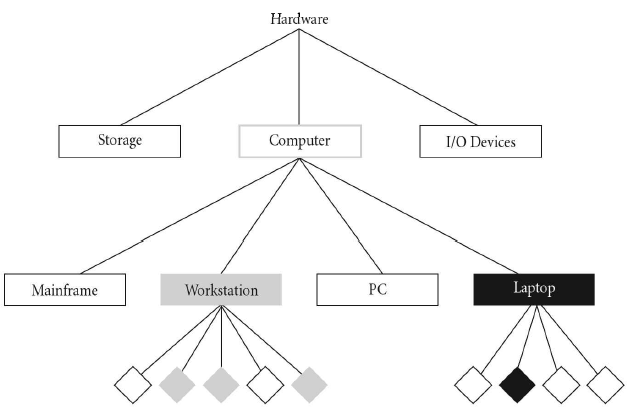 Hardware
Storage
Computer
I/O Devices
Mainframe
Workstation
PC
Laptop